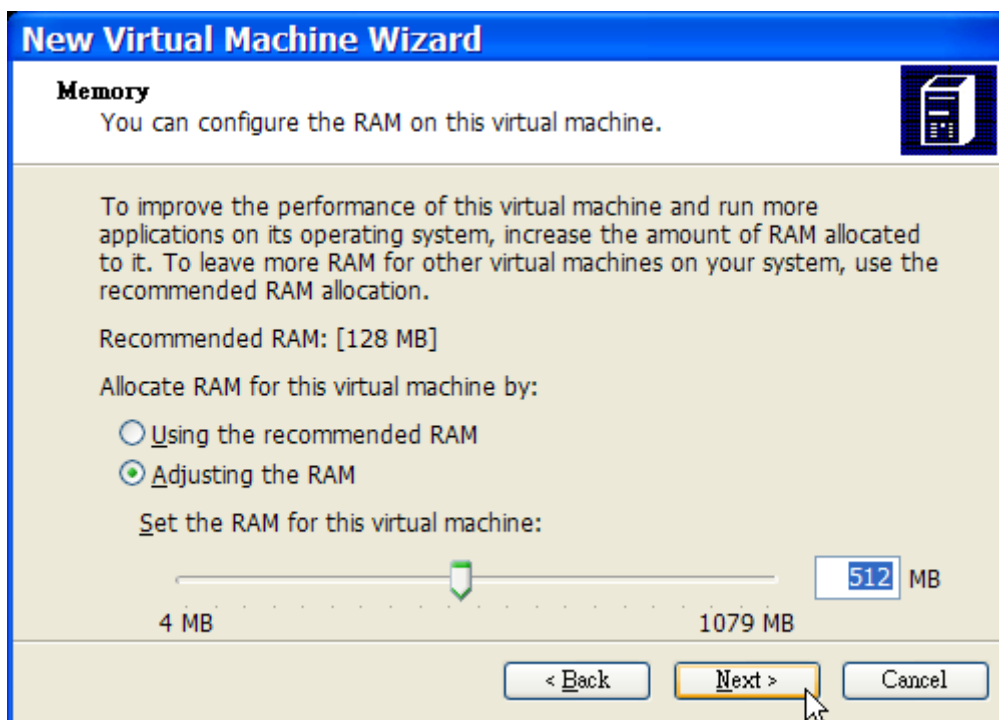 New Virtual Machine Wizard
Memory
You can configure the RAM on this virtual machine.
To improve the performance of this virtual machine and run more
applications on its operating system, increase the amount of RAM allocated
to it. To leave more RAM for other virtual machines on your system, use the
recommended RAM allocation.
Recommended RAM: [128 MB]
Allocate RAM for this virtual machine by:
Using the recommended RAM
Adjusting the RAM
Set the RAM for this virtual machine:
512 MB
4 MB 1079 MB
< Back Next > Cancel